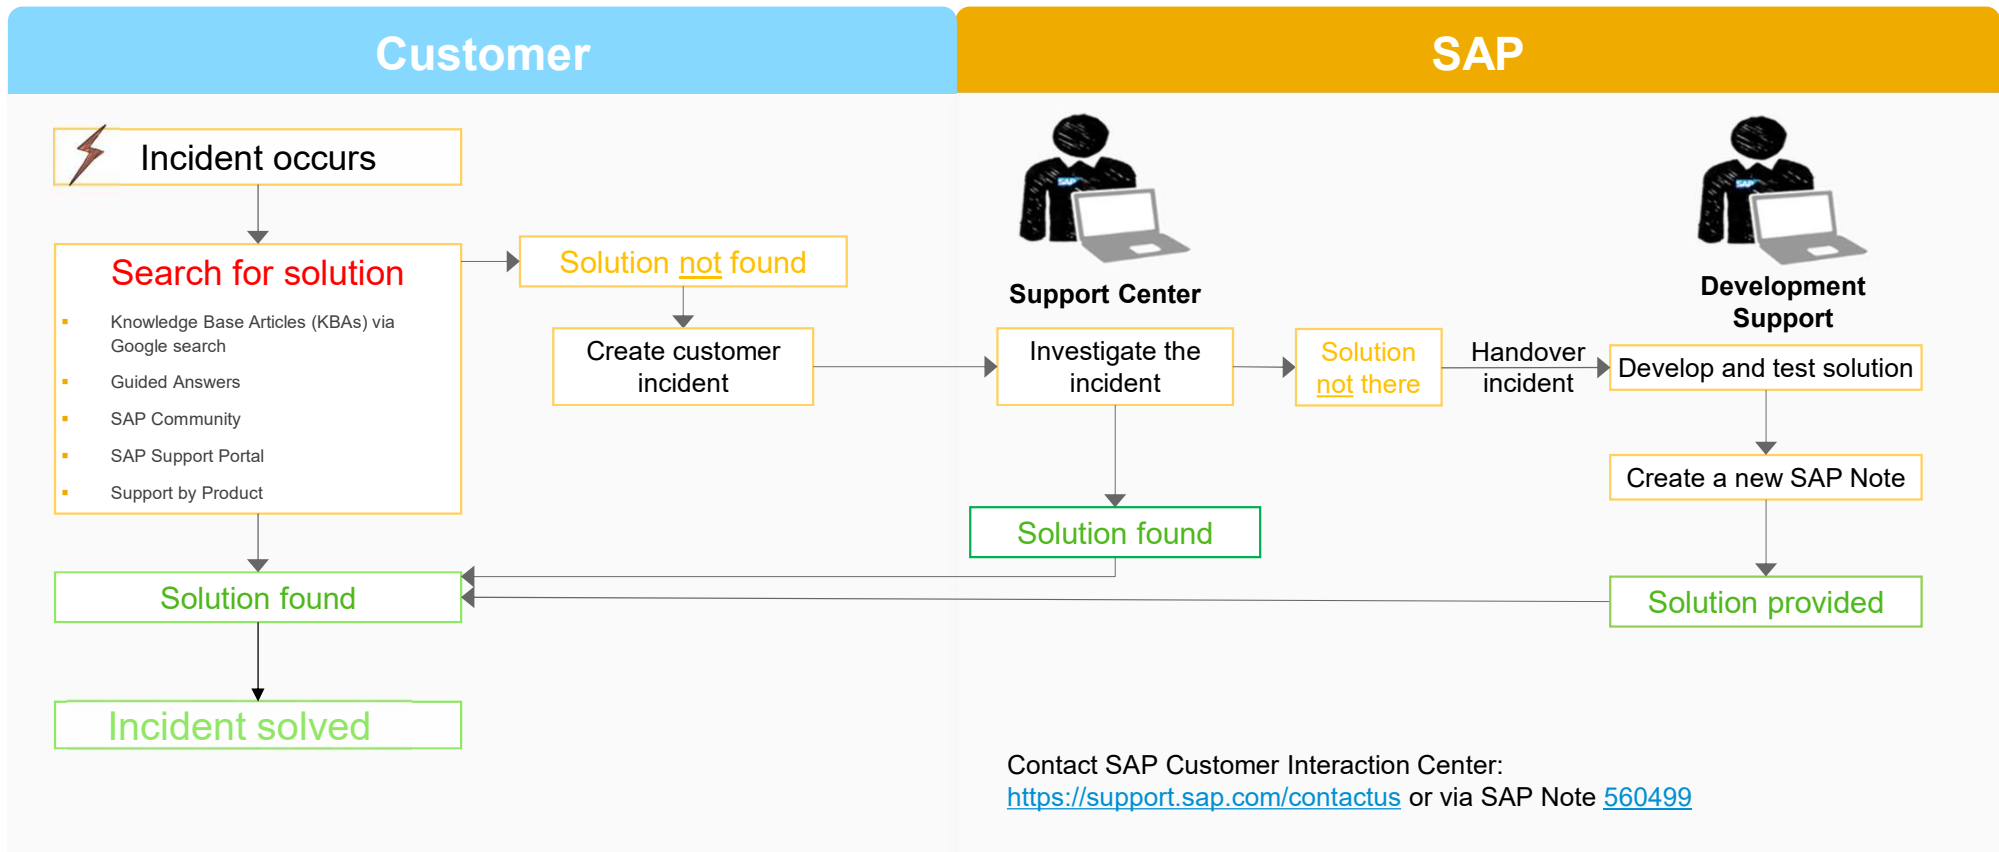 Customer
SAP
Incident occurs
Search for solution
Knowledge Base Articles (KBAs) via
Google search
Guided Answers
SAP Community
SAP Support Portal
Support by Product
Solution not found
Create customer
incident
Solution found
Incident solved
SAP
Support Center
Investigate the
incident
Solution found
Solution
not there
Handover
incident
SAP
Development
Support
Develop and test solution
Create a new SAP Note
Solution provided
Contact SAP Customer Interaction Center:
https://support.sap.com/contactus or via SAP Note 560499